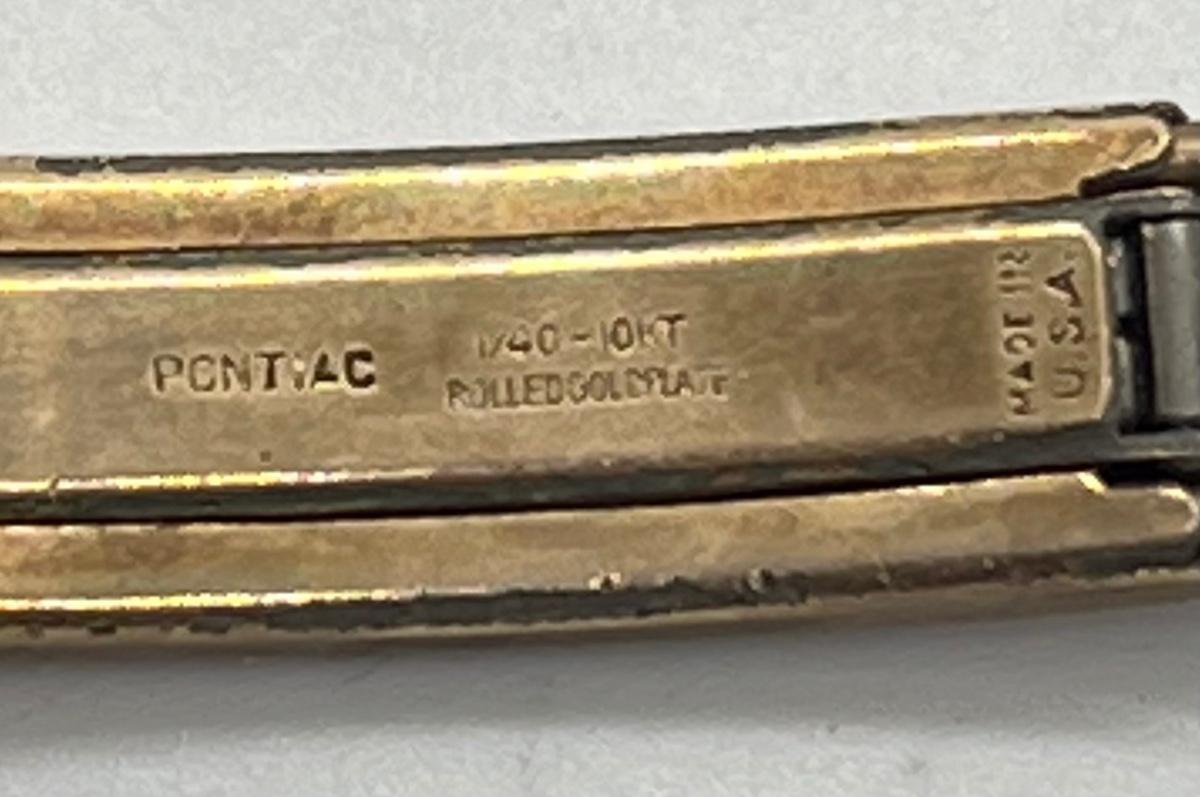 PONTIAC
1/40-10KT
ROLLED GOLD PLATE
MADE IN
U.S.A.